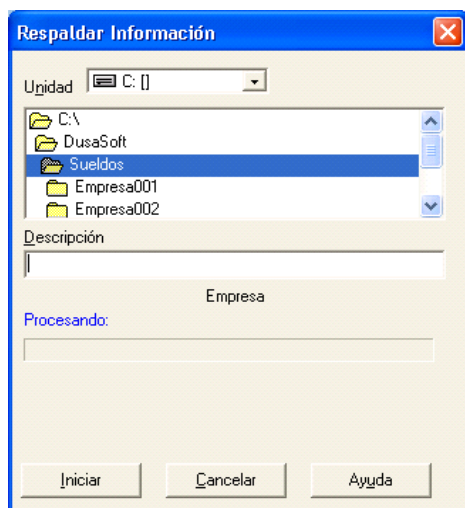 Respaldar Información
Unidad C: []
C:\
DusaSoft
Sueldos
Empresa001
Empresa002
Descripción
Empresa
Procesando:
Iniciar Cancelar Ayuda